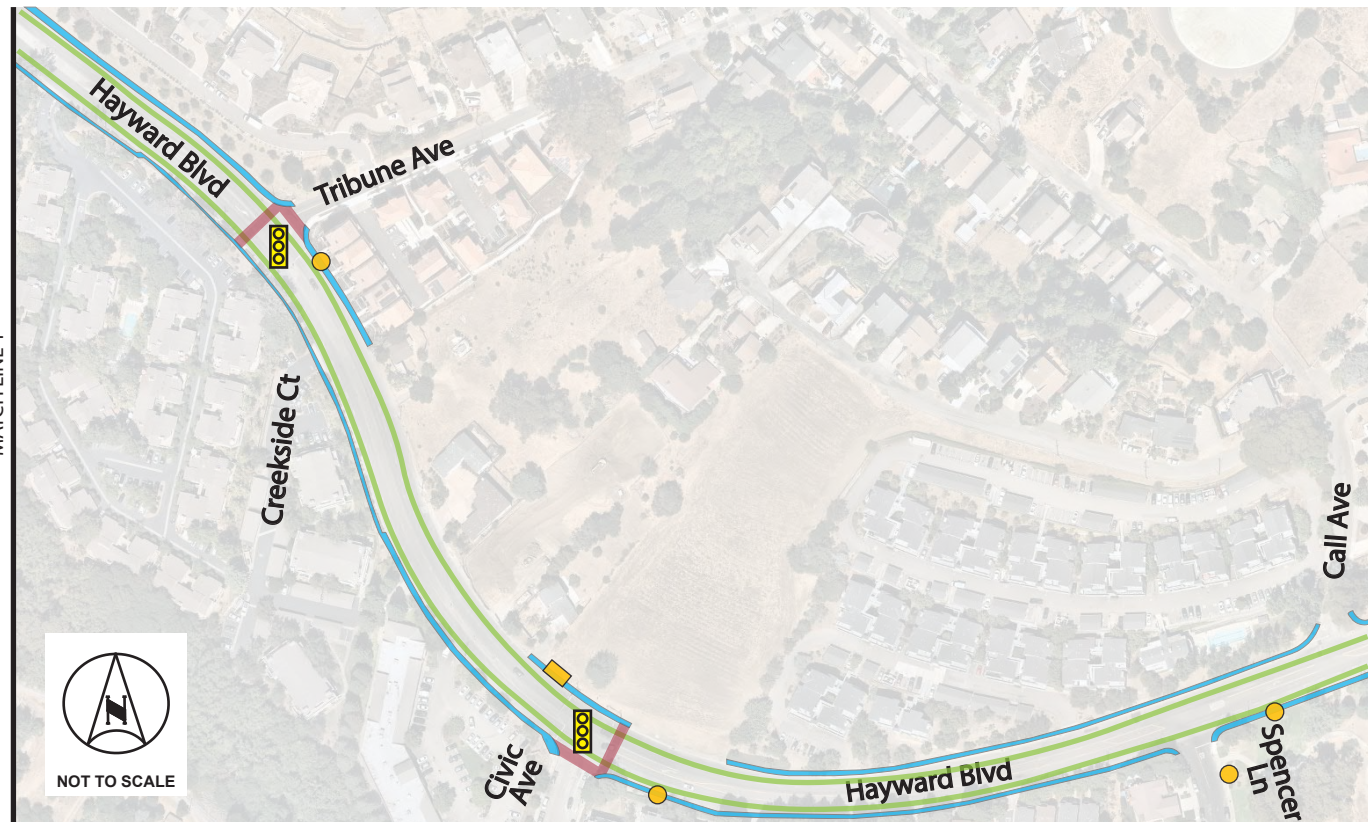 Hayward Blvd
Tribune Ave
Creekside Ct
Call Ave
NOT TO SCALE
Civic
Ave
Hayward Blvd
Spencer
Ln